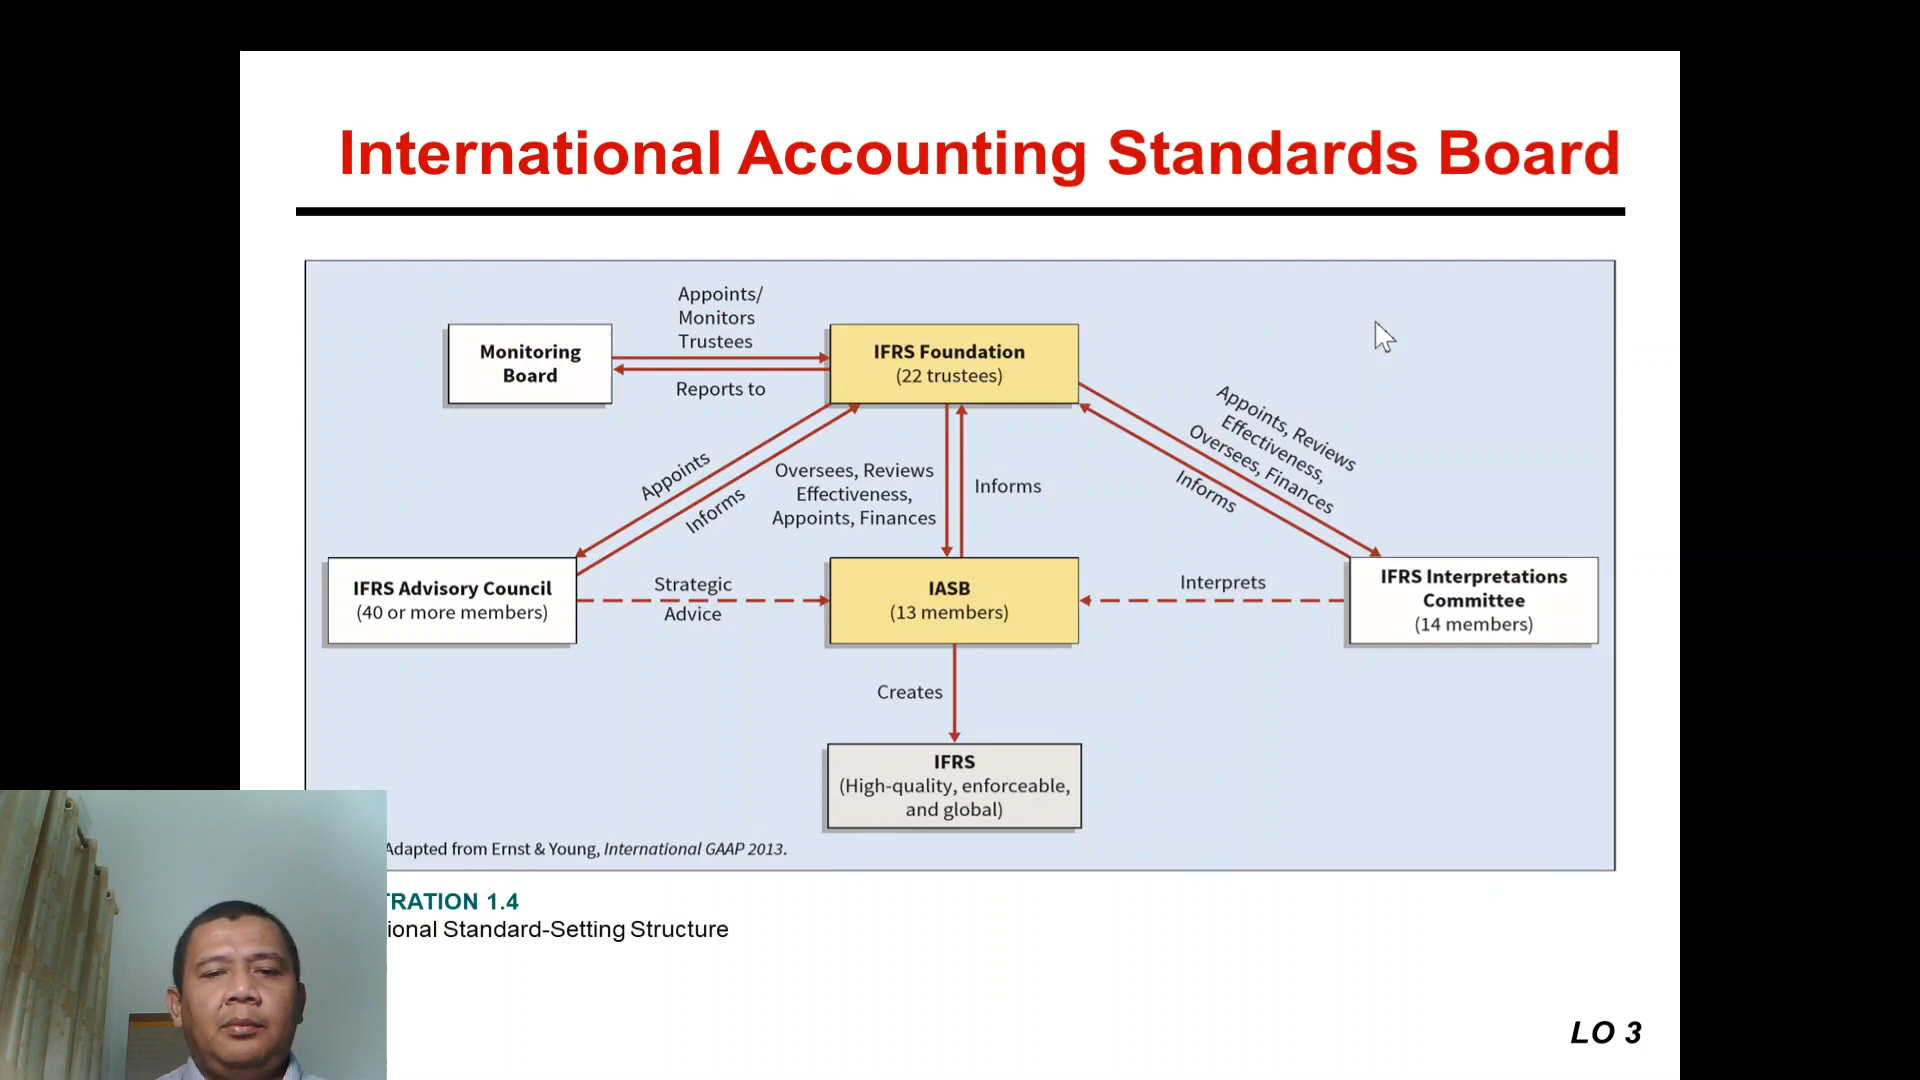 International Accounting Standards Board
Appoints/
Monitors
Trustees
Monitoring
Board
IFRS Foundation
(22 trustees)
Reports to
Appoints
Informs
Oversees, Reviews
Effectiveness,
Appoints, Finances
Informs
Appoints, Reviews
Effectiveness,
Oversees, Finances
Informs
IFRS Advisory Council
(40 or more members)
Strategic
Advice
IASB
(13 members)
Interprets
IFRS Interpretations
Committee
(14 members)
Creates
IFRS
(High-quality, enforceable,
and global)
Adapted from Ernst & Young, International GAAP 2013.
TRATION 1.4
ional Standard-Setting Structure
LO 3